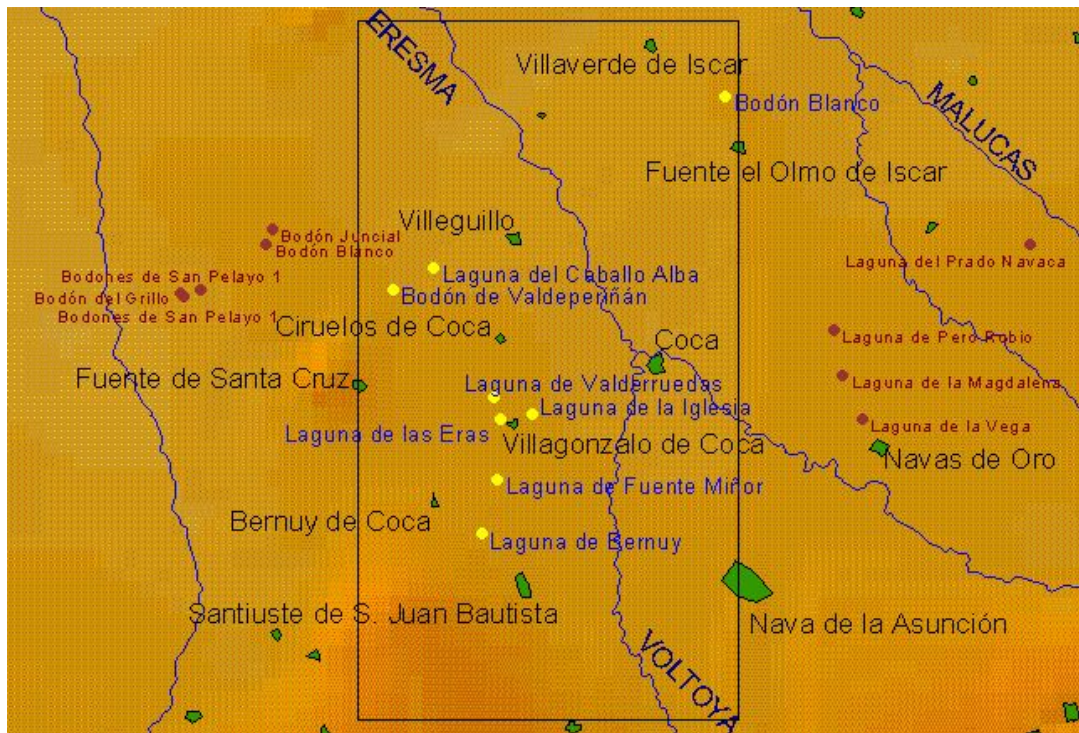 ERESMA
Villaverde de Iscar
Bodón Blanco
MALUCAS
Fuente el Olmo de Iscar
Villeguillo
Bodón Juncial
Bodón Blanco
Laguna del Prado Navaca
Bodones de San Pelayo 1
Laguna del Caballo Alba
Bodón del Grillo
Bodón de Valdeperiñán
Bodones de San Pelayo 1
Ciruelos de Coca
Coca
Laguna de Pero Rubio
Fuente de Santa Cruz
Laguna de Valderruedas
Laguna de la Magdalena
Laguna de la Iglesia
Laguna de la Vega
Laguna de las Eras
Villagonzalo de Coca
Navas de Oro
Laguna de Fuente Miñor
Bernuy de Coca
Laguna de Bernuy
Santiuste de S. Juan Bautista
Nava de la Asunción
VOLTOYA